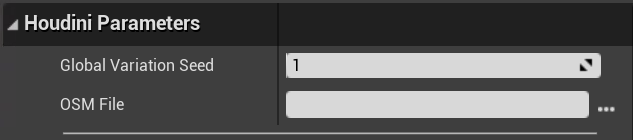 Houdini Parameters
Global Variation Seed 1
OSM File ...